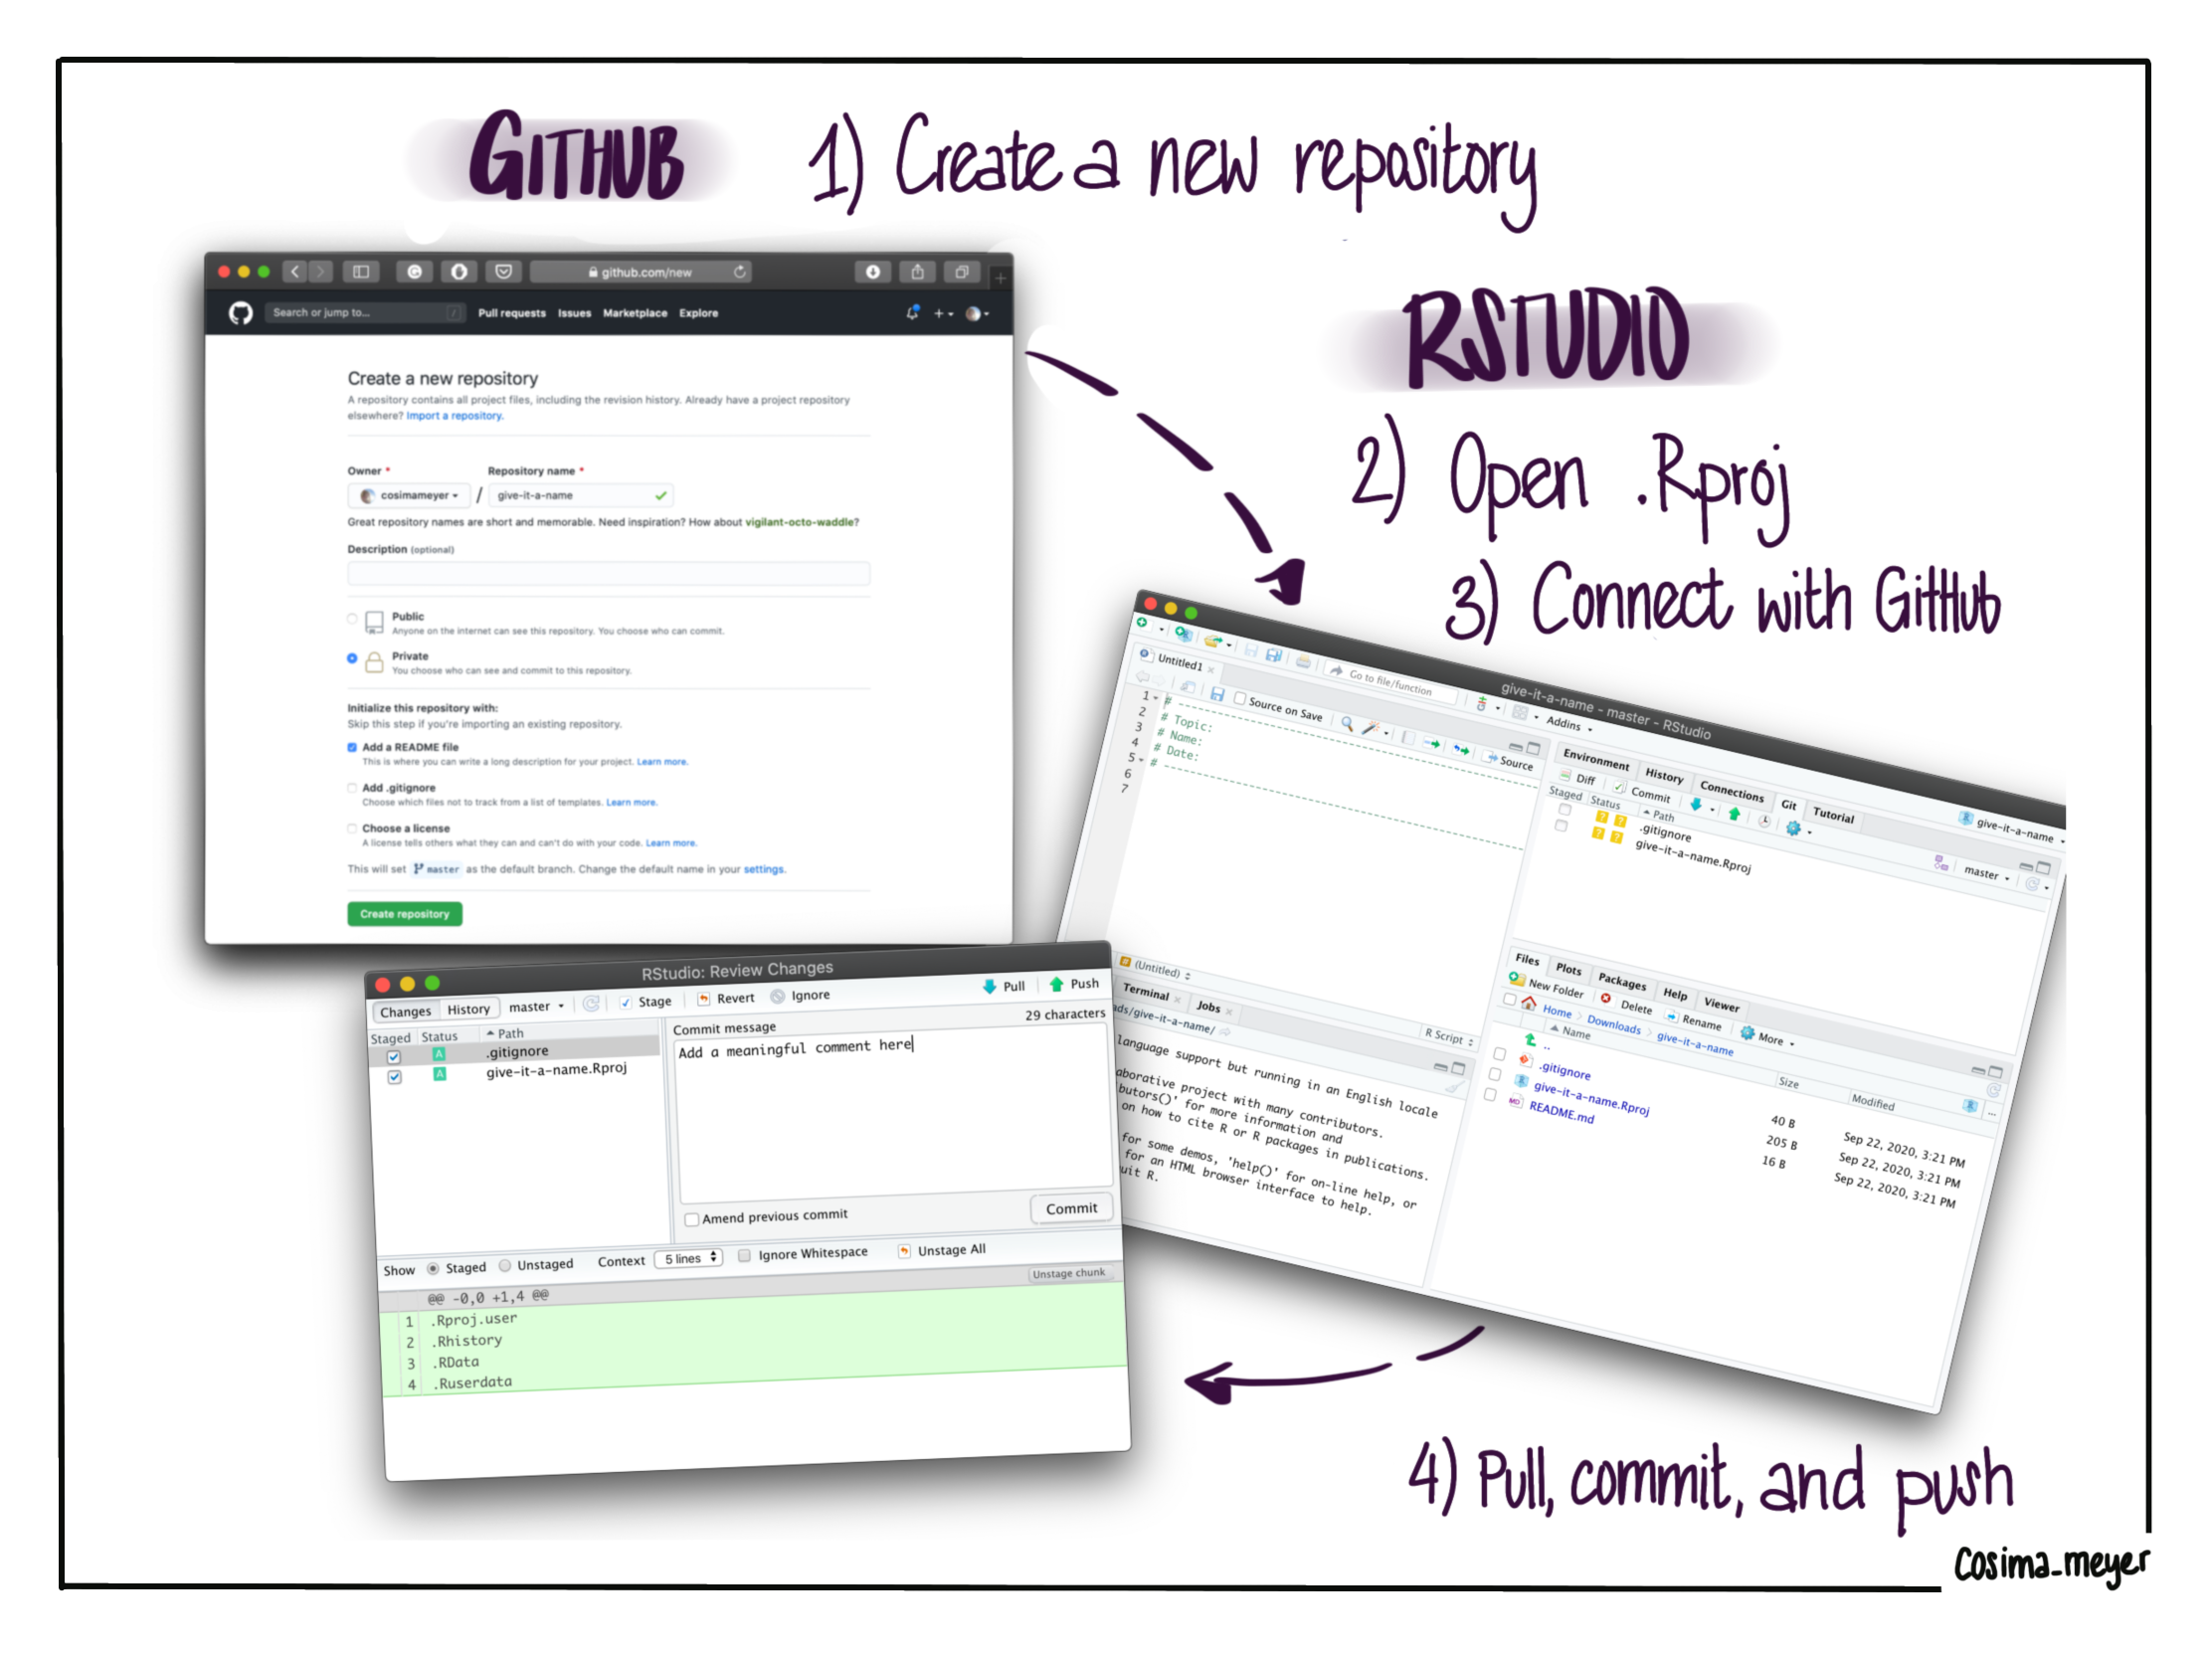 GITHUB
1) Create a new repository
github.com/new
Search or jump to... /
Pull requests Issues Marketplace Explore
Create a new repository
A repository contains all project files, including the revision history. Already have a project repository
elsewhere? Import a repository.
Owner * Repository name *
cosimameyer / give-it-a-name
Great repository names are short and memorable. Need inspiration? How about vigilant-octo-waddle?
Description (optional)
Public
Anyone on the internet can see this repository. You choose who can commit.
Private
You choose who can see and commit to this repository.
Initialize this repository with:
Skip this step if you're importing an existing repository.
Add a README file
This is where you can write a long description for your project. Learn more.
Add .gitignore
Choose which files not to track from a list of templates. Learn more.
Choose a license
A license tells others what they can and can't do with your code. Learn more.
This will set master as the default branch. Change the default name in your settings.
Create repository
RSTUDIO
2) Open .Rproj
3) Connect with GitHub
give-it-a-name - master - RStudio
Go to file/function
Addins
give-it-a-name
Untitled1
Source on Save
Source
1 # --------------------
2
3 # Topic:
4 # Name:
5 # Date:
6 # --------------------
7
(Untitled)
R Script
Environment History Connections Git Tutorial
Diff Commit
master
Staged Status Path
? ? .gitignore
? ? give-it-a-name.Rproj
Terminal Jobs
ds/give-it-a-name/
language support but running in an English locale
aborative project with many contributors.
butors()' for more information and
on how to cite R or R packages in publications.
for some demos, 'help()' for on-line help, or
for an HTML browser interface to help.
uit R.
Files Plots Packages Help Viewer
New Folder Delete Rename More
Home Downloads give-it-a-name
Name Size Modified
..
.gitignore 40 B Sep 22, 2020, 3:21 PM
give-it-a-name.Rproj 205 B Sep 22, 2020, 3:21 PM
README.md 16 B Sep 22, 2020, 3:21 PM
RStudio: Review Changes
Changes History master Stage Revert Ignore Pull Push
Staged Status Path
A .gitignore
A give-it-a-name.Rproj
Commit message 29 characters
Add a meaningful comment here
Amend previous commit
Commit
Show Staged Unstaged Context 5 lines Ignore Whitespace Unstage All
@@ -0,0 +1,4 @@
Unstage chunk
1 .Rproj.user
2 .Rhistory
3 .RData
4 .Ruserdata
4) Pull, commit, and push
Cosima_meyer